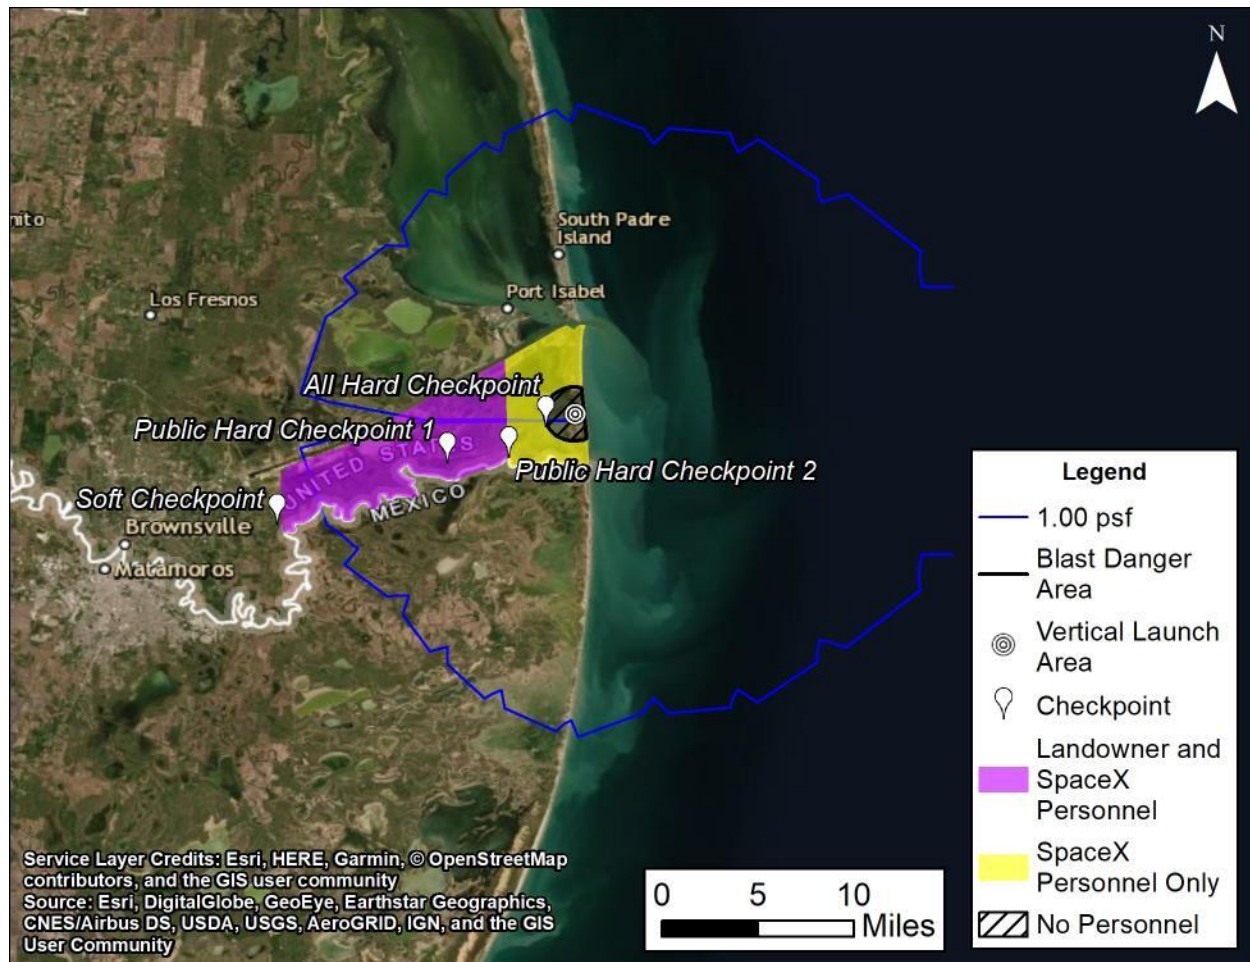 N
South Padre
Island
nito
Port Isabel
Los Fresnos
All Hard Checkpoint
Public Hard Checkpoint 1
UNITED STATES
Public Hard Checkpoint 2
MEXICO
Soft Checkpoint
Brownsville
Matamoros
Legend
1.00 psf
Blast Danger
Area
Vertical Launch
Area
Checkpoint
Landowner and
SpaceX
Personnel
SpaceX
Personnel Only
No Personnel
Service Layer Credits: Esri, HERE, Garmin, © OpenStreetMap
contributors, and the GIS user community
Source: Esri, DigitalGlobe, GeoEye, Earthstar Geographics,
CNES/Airbus DS, USDA, USGS, AeroGRID, IGN, and the GIS
User Community
0 5 10
Miles